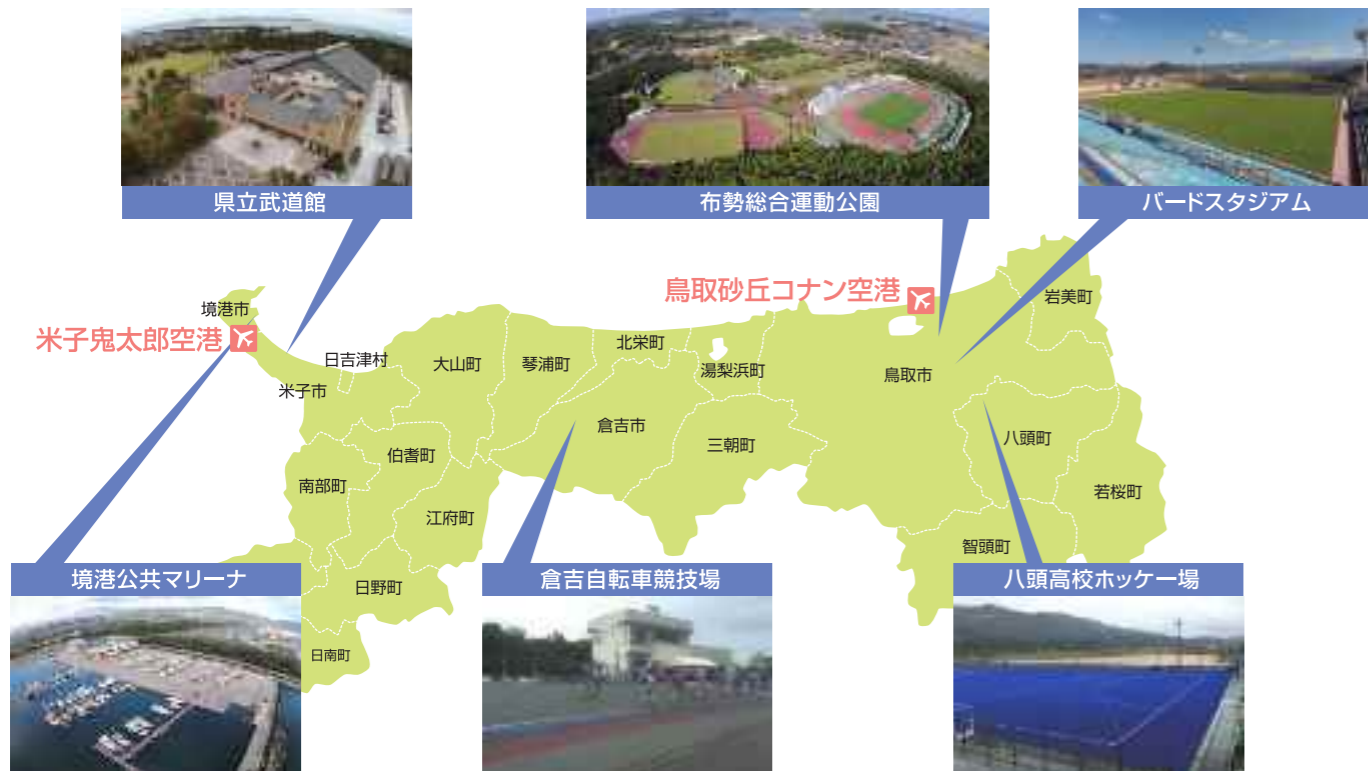 県立武道館
布勢総合運動公園
バードスタジアム
鳥取砂丘コナン空港
岩美町
境港市
米子鬼太郎空港
日吉津村
大山町
琴浦町
北栄町
湯梨浜町
鳥取市
米子市
倉吉市
三朝町
八頭町
伯耆町
南部町
若桜町
江府町
智頭町
境港公共マリーナ
日野町
倉吉自転車競技場
八頭高校ホッケー場
日南町